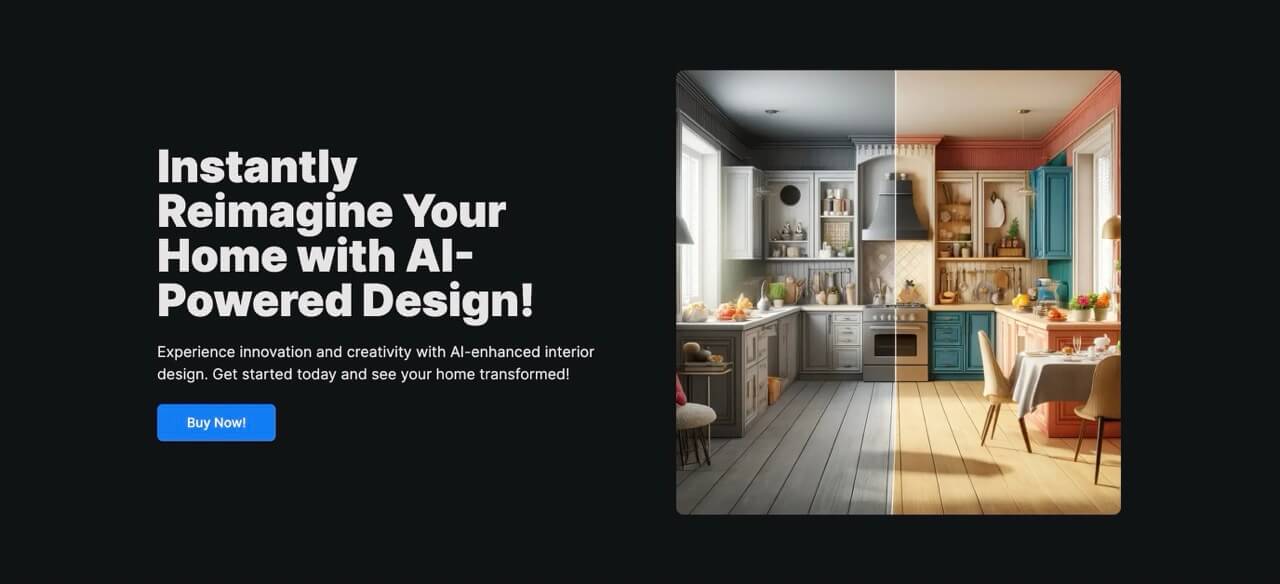 Instantly
Reimagine Your
Home with AI-
Powered Design!
Experience innovation and creativity with AI-enhanced interior
design. Get started today and see your home transformed!
Buy Now!